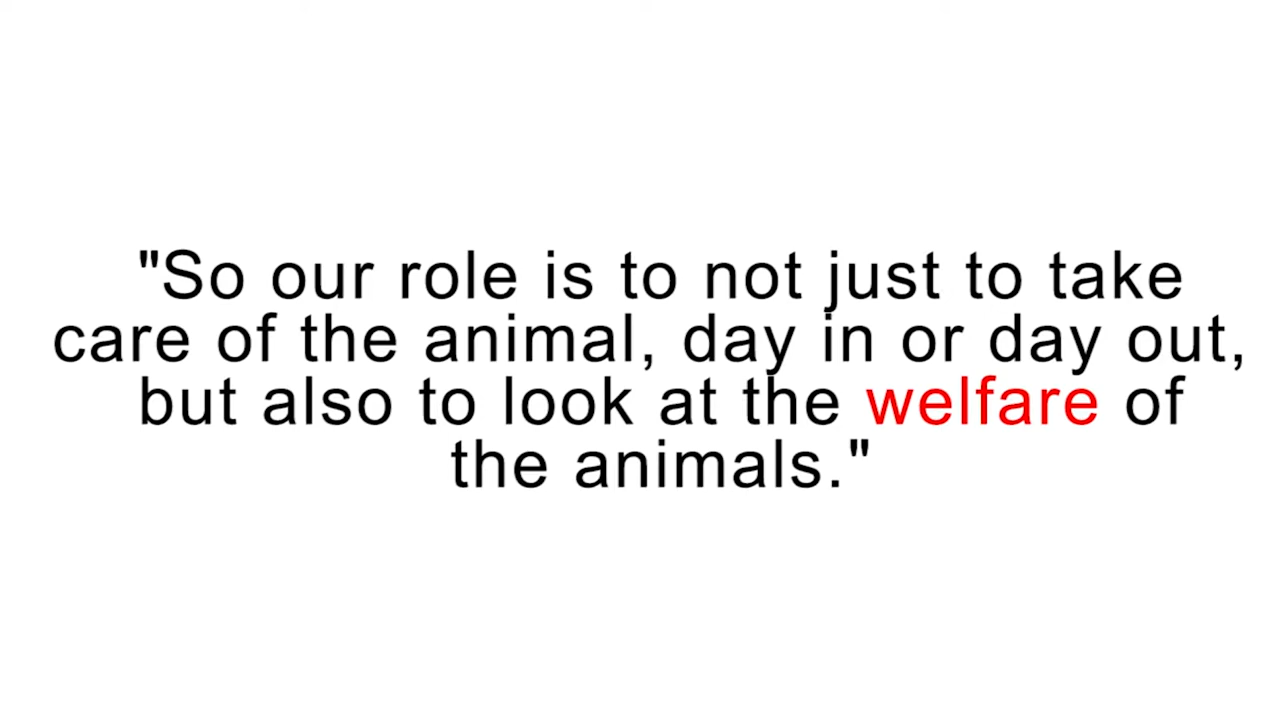 "So our role is to not just to take
care of the animal, day in or day out,
but also to look at the welfare of
the animals."